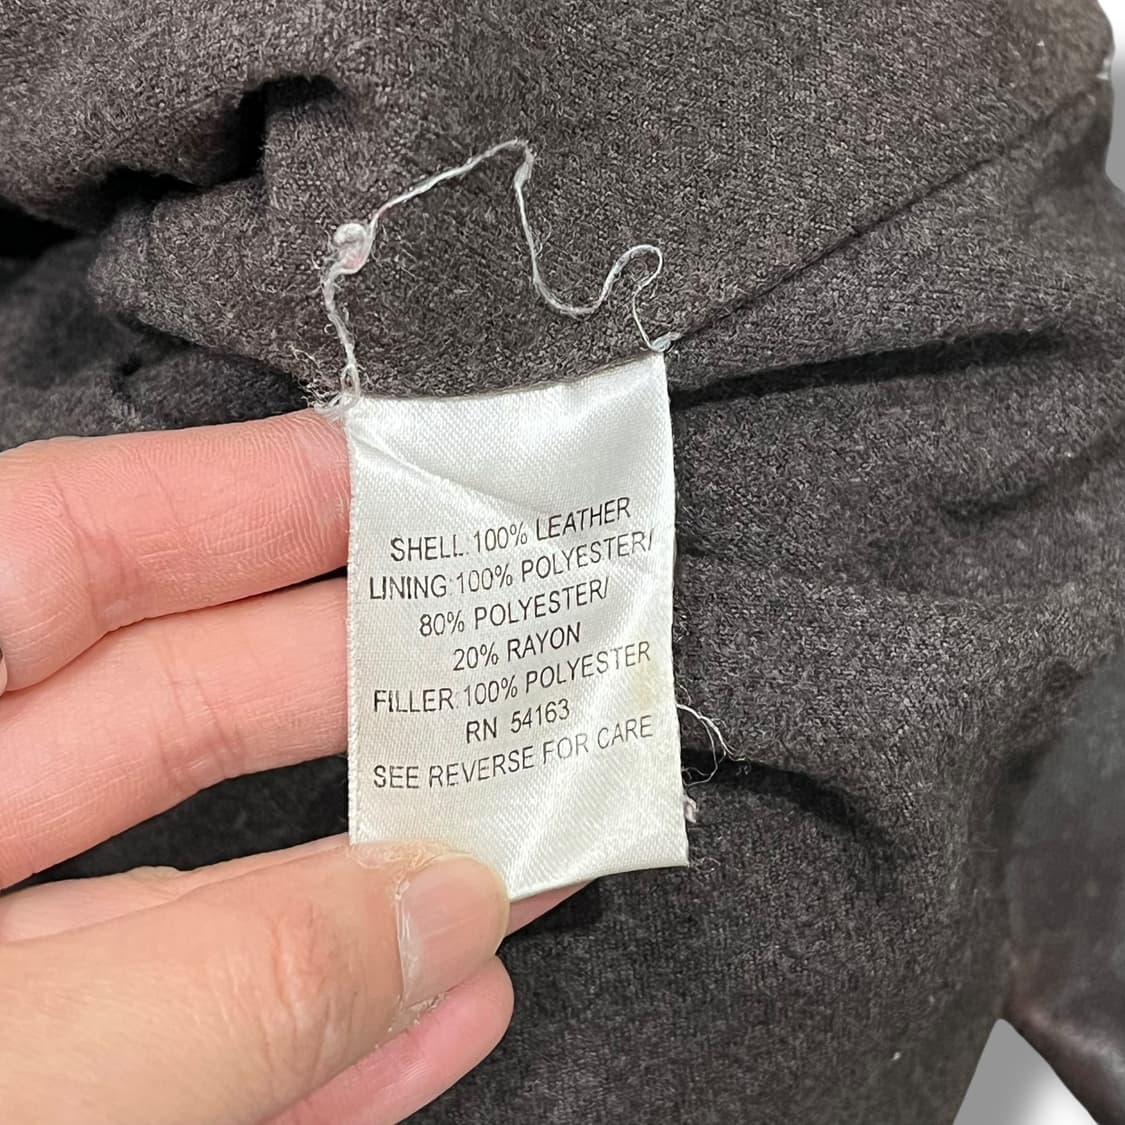 SHELL:100% LEATHER
LINING:100% POLYESTER/
80% POLYESTER/
20% RAYON
FILLER:100% POLYESTER
RN 54163
SEE REVERSE FOR CARE